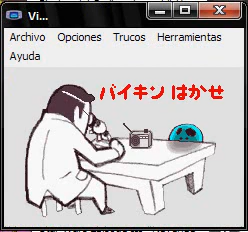 Vi...
Archivo Opciones Trucos Herramientas
Ayuda
バイキン はかせ